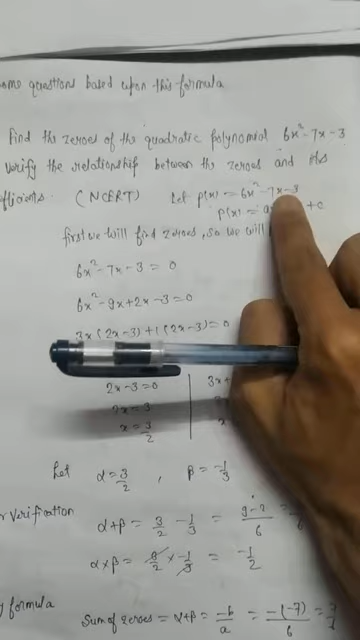 some questions based upon this formula
Find the zeroes of the quadratic polynomial 6x² - 7x - 3
Verify the relationship between the zeroes and its
(NCERT) Let p(x) = 6x² - 7x - 3
p(x) = + c
first we will find zeroes, so we will
6x² - 7x - 3 = 0
6x² - 9x + 2x - 3 = 0
3x(2x - 3) + 1(2x - 3) = 0
2x - 3 = 0 3x+
2x = 3
x = 3/2
Let α = 3/2 , β = -1/3
verification α + β = 3/2 - 1/3 = 9-2/6 =
α × β = 3/2 × -1/3 = -1/2
formula Sum of zeroes = α + β = -b/a = -(-7)/6 = 7/6